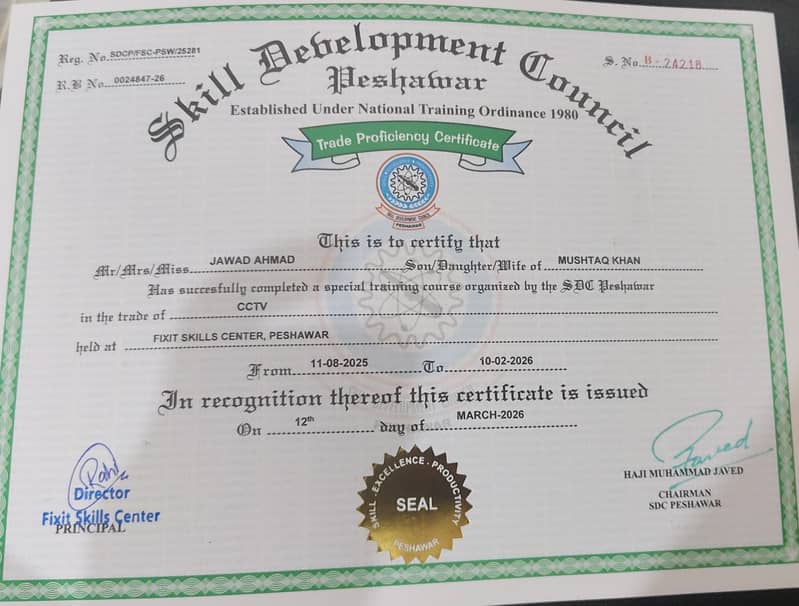 Reg. No. SDCP/FSC-PSW/25281
R.B No. 0024847-26
S. No. B - 24218
Skill Development Council
Peshawar
Established Under National Training Ordinance 1980
Trade Proficiency Certificate
PESHAWAR
This is to certify that
Mr/Mrs/Miss. JAWAD AHMAD Son/Daughter/Wife of MUSHTAQ KHAN
Has succesfully completed a special training course organized by the SDC Peshawar
in the trade of CCTV
held at FIXIT SKILLS CENTER, PESHAWAR
From 11-08-2025 To 10-02-2026
In recognition thereof this certificate is issued
On 12th day of MARCH-2026
Director
Fixit Skills Center
PRINCIPAL
SKILL - EXCELLENCE - PRODUCTIVITY
SEAL
PESHAWAR
Javed
HAJI MUHAMMAD JAVED
CHAIRMAN
SDC PESHAWAR